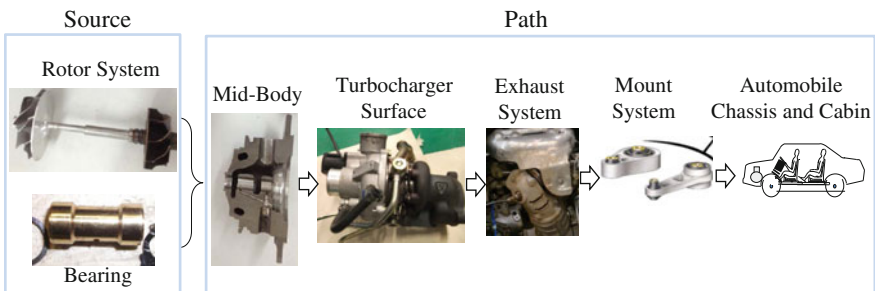 Source
Path
Rotor System
Bearing
Mid-Body
Turbocharger
Surface
Exhaust
System
Mount
System
Automobile
Chassis and Cabin